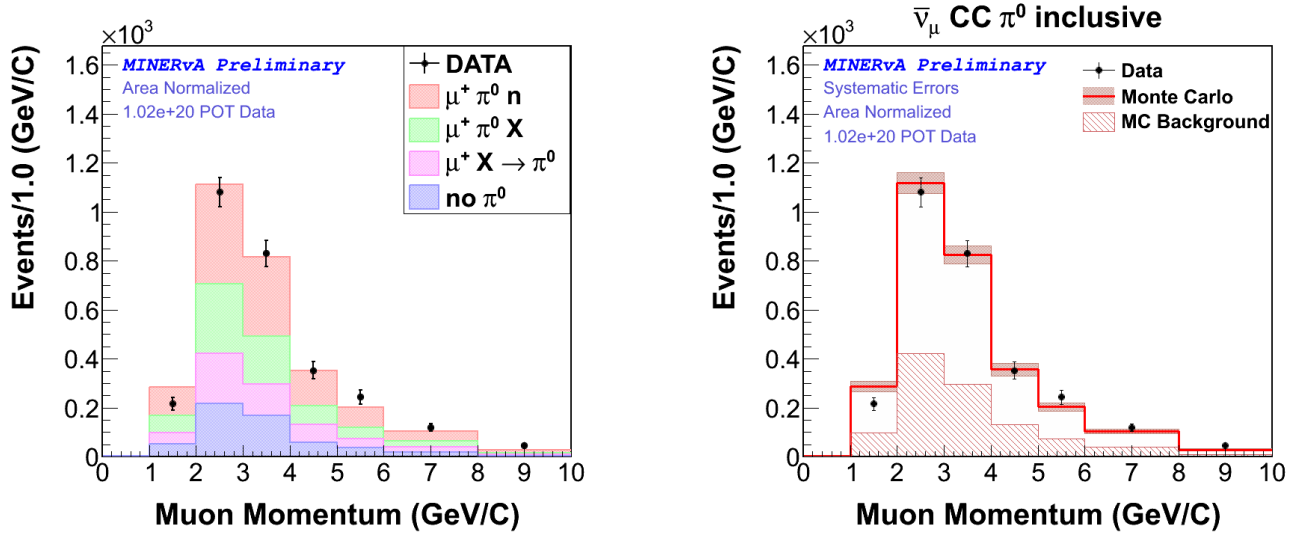 ×10³
1.6
1.4
1.2
1
0.8
0.6
0.4
0.2
0
Events/1.0 (GeV/C)
MINERvA Preliminary
Area Normalized
1.02e+20 POT Data
DATA
μ⁺ π⁰ n
μ⁺ π⁰ X
μ⁺ X → π⁰
no π⁰
0 1 2 3 4 5 6 7 8 9 10
Muon Momentum (GeV/C)
ν̅_μ CC π⁰ inclusive
×10³
1.6
1.4
1.2
1
0.8
0.6
0.4
0.2
0
Events/1.0 (GeV/C)
MINERvA Preliminary
Systematic Errors
Area Normalized
1.02e+20 POT Data
Data
Monte Carlo
MC Background
0 1 2 3 4 5 6 7 8 9 10
Muon Momentum (GeV/C)